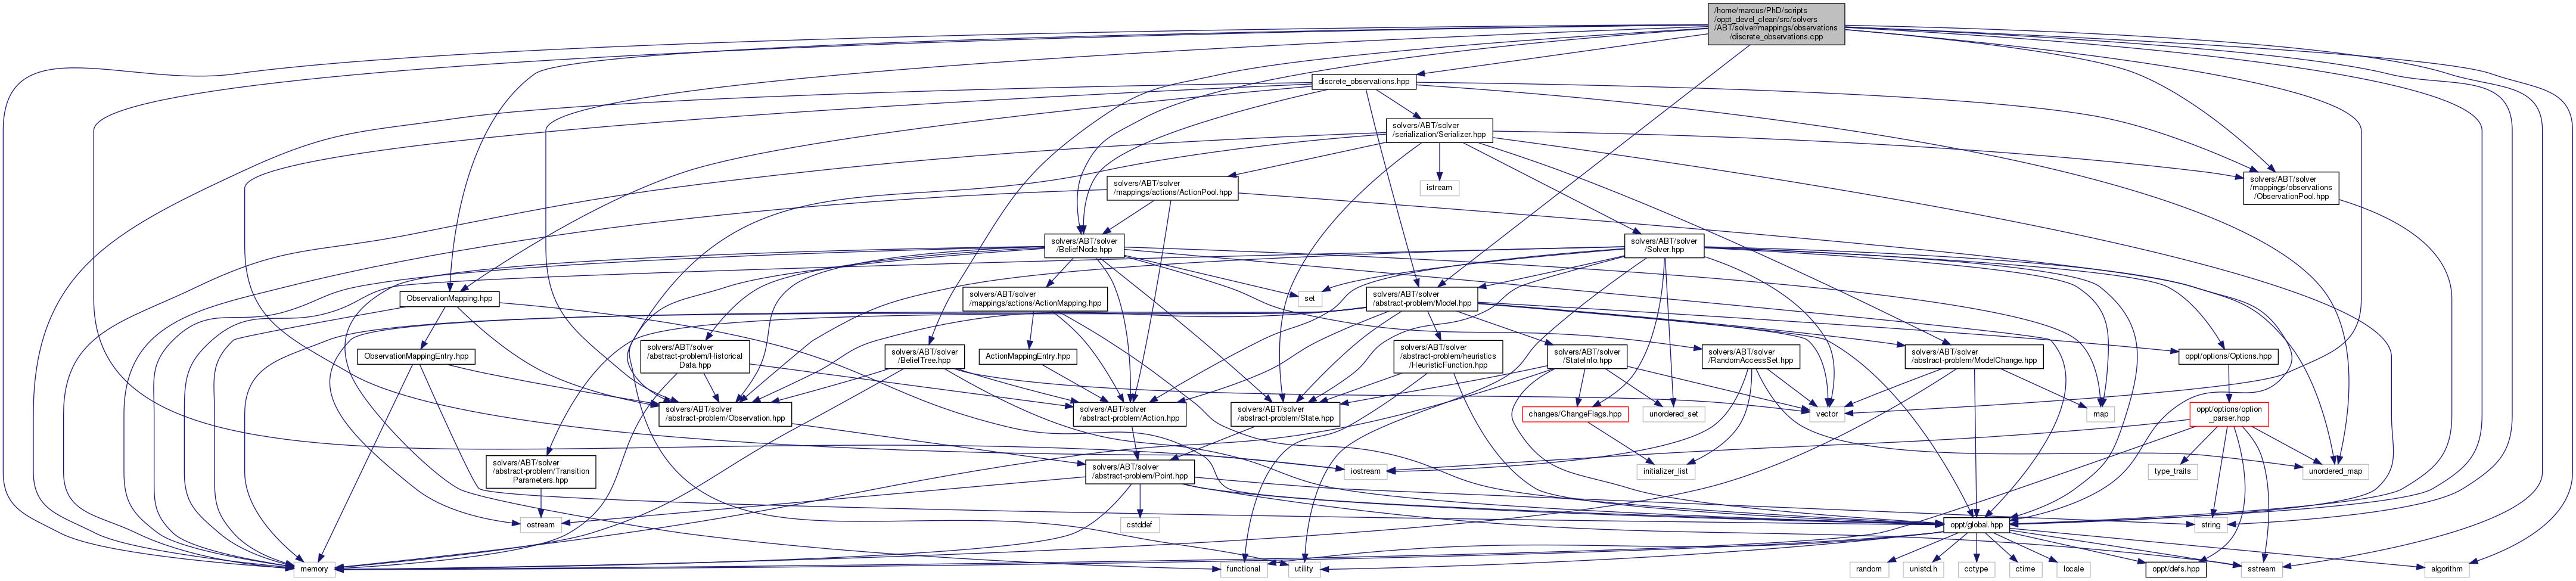 /home/marcus/PhD/scripts
/oppt_devel_clean/src/solvers
/ABT/solver/mappings/observations
/discrete_observations.cpp
discrete_observations.hpp
solvers/ABT/solver
/serialization/Serializer.hpp
solvers/ABT/solver
/mappings/actions/ActionPool.hpp
istream
solvers/ABT/solver
/mappings/observations
/ObservationPool.hpp
solvers/ABT/solver
/BeliefNode.hpp
solvers/ABT/solver
/Solver.hpp
ObservationMapping.hpp
solvers/ABT/solver
/mappings/actions/ActionMapping.hpp
set
solvers/ABT/solver
/abstract-problem/Model.hpp
ObservationMappingEntry.hpp
solvers/ABT/solver
/abstract-problem/Historical
Data.hpp
solvers/ABT/solver
/BeliefTree.hpp
ActionMappingEntry.hpp
solvers/ABT/solver
/abstract-problem/heuristics
/HeuristicFunction.hpp
solvers/ABT/solver
/StateInfo.hpp
solvers/ABT/solver
/RandomAccessSet.hpp
solvers/ABT/solver
/abstract-problem/ModelChange.hpp
oppt/options/Options.hpp
solvers/ABT/solver
/abstract-problem/Observation.hpp
solvers/ABT/solver
/abstract-problem/Action.hpp
solvers/ABT/solver
/abstract-problem/State.hpp
changes/ChangeFlags.hpp
unordered_set
vector
map
oppt/options/option
_parser.hpp
solvers/ABT/solver
/abstract-problem/Transition
Parameters.hpp
solvers/ABT/solver
/abstract-problem/Point.hpp
iostream
initializer_list
type_traits
unordered_map
ostream
cstddef
oppt/global.hpp
string
memory
functional
utility
random
unistd.h
cctype
ctime
locale
oppt/defs.hpp
sstream
algorithm